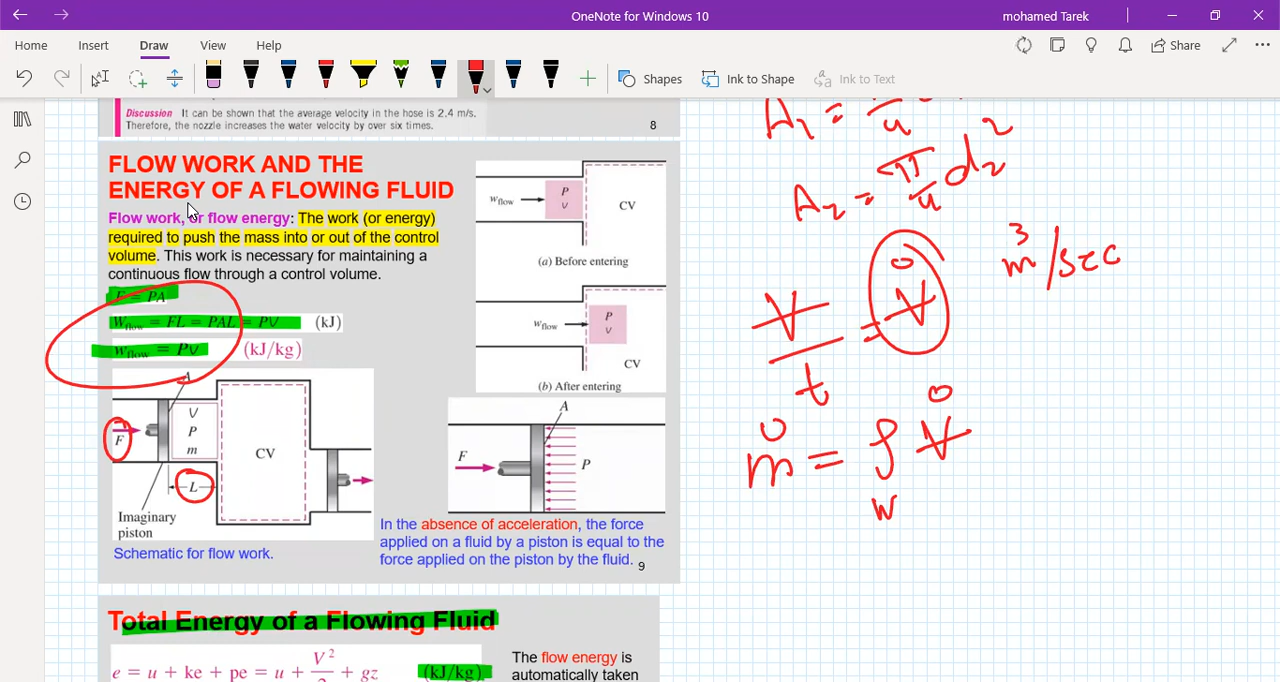 OneNote for Windows 10
mohamed Tarek
Home Insert Draw View Help
Share
Shapes
Ink to Shape
Ink to Text
Discussion It can be shown that the average velocity in the hose is 2.4 m/s.
Therefore, the nozzle increases the water velocity by over six times.
8
FLOW WORK AND THE
ENERGY OF A FLOWING FLUID
Flow work, or flow energy: The work (or energy)
required to push the mass into or out of the control
volume. This work is necessary for maintaining a
continuous flow through a control volume.
F = PA
W_flow = FL = PAL = PV (kJ)
w_flow = Pv (kJ/kg)
A
V
P
m
F
CV
L
Imaginary
piston
Schematic for flow work.
w_flow
P
v
CV
(a) Before entering
w_flow
P
v
CV
(b) After entering
A
F
P
In the absence of acceleration, the force
applied on a fluid by a piston is equal to the
force applied on the piston by the fluid.
9
Total Energy of a Flowing Fluid
e = u + ke + pe = u + V²/2 + gz (kJ/kg)
The flow energy is
automatically taken
A₂ = π/4 d₂²
V/t = V̇ m³/sec
ṁ = ρ V̇
w